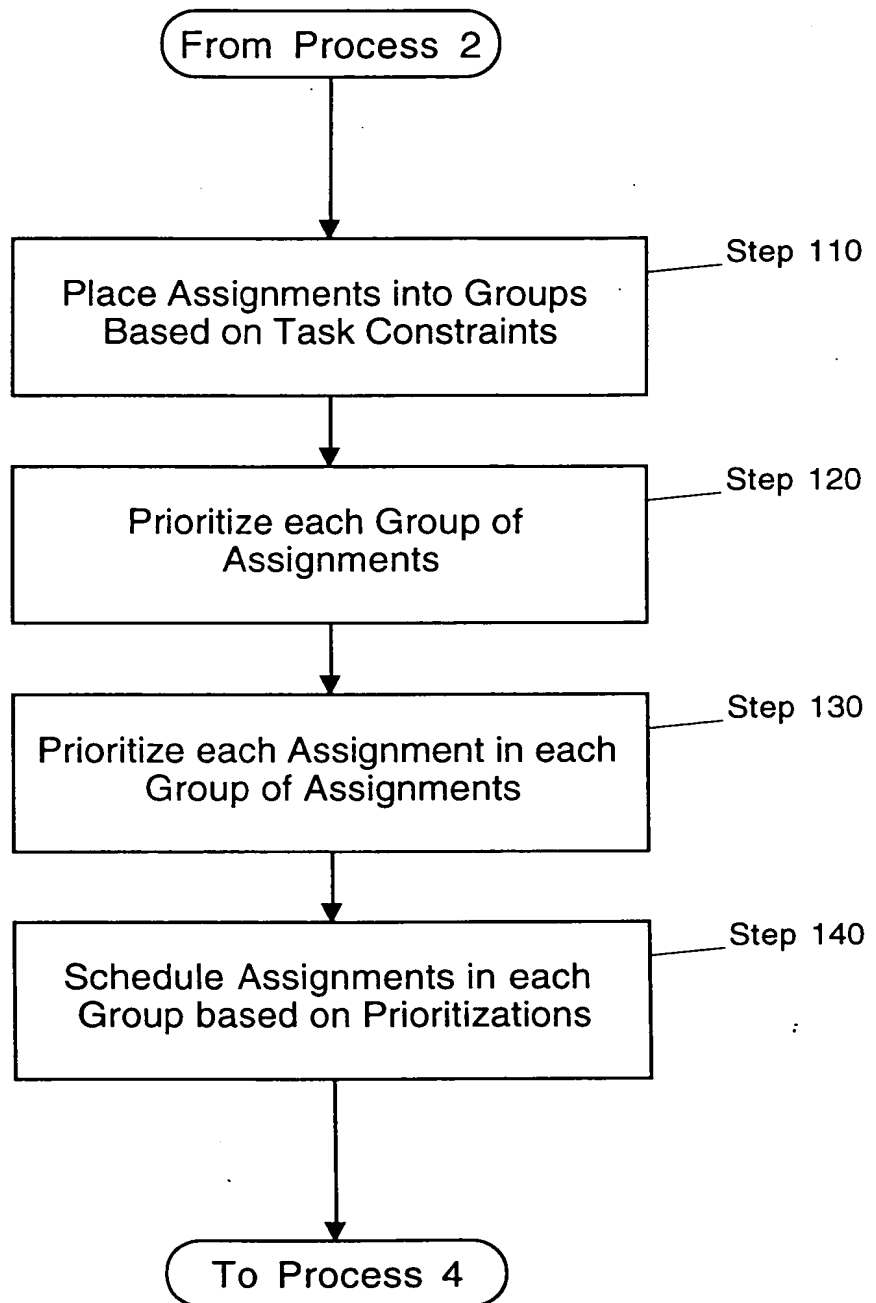 From Process 2
Step 110
Place Assignments into Groups
Based on Task Constraints
Step 120
Prioritize each Group of
Assignments
Step 130
Prioritize each Assignment in each
Group of Assignments
Step 140
Schedule Assignments in each
Group based on Prioritizations
To Process 4